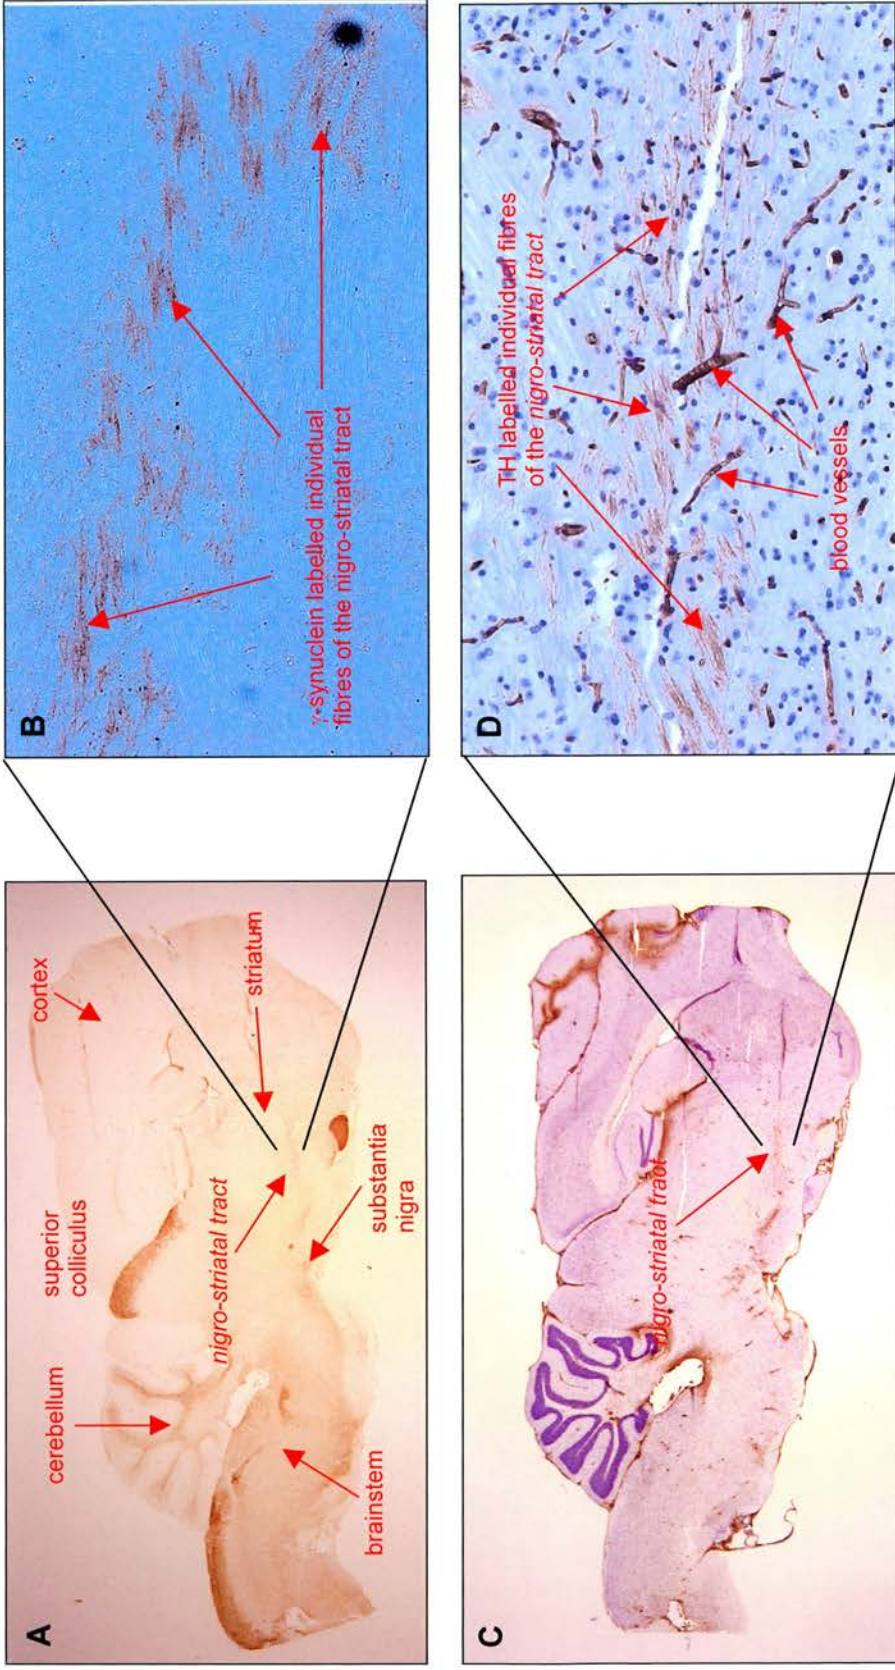 A
cerebellum
superior
colliculus
cortex
nigro-striatal tract
striatum
brainstem
substantia
nigra
B
γ-synuclein labelled individual
fibres of the nigro-striatal tract
C
nigro-striatal tract
D
TH labelled individual fibres
of the nigro-striatal tract
blood vessels